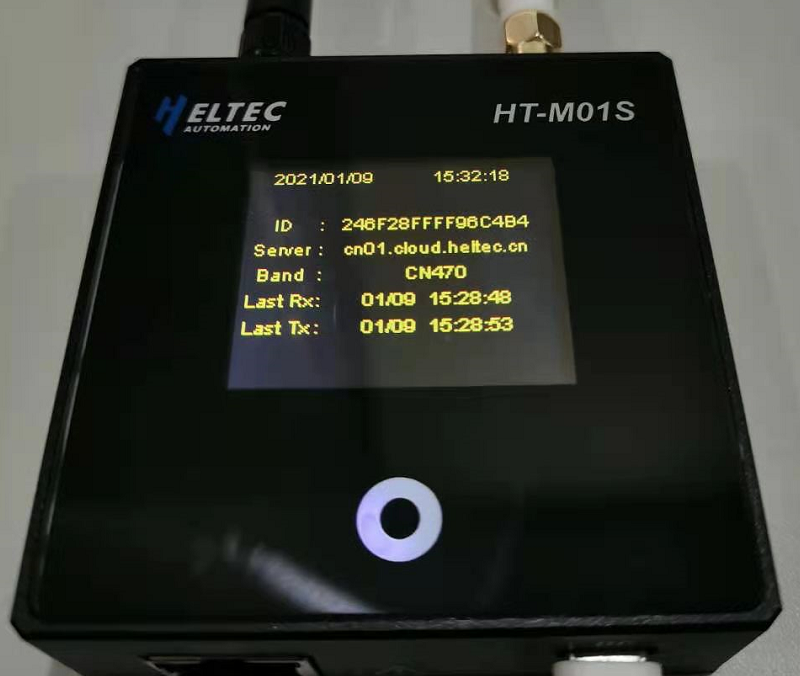 HELTEC
AUTOMATION
HT-M01S
2021/01/09 15:32:18
ID : 246F28FFFF96C4B4
Server : cn01.cloud.heltec.cn
Band : CN470
Last Rx: 01/09 15:28:48
Last Tx: 01/09 15:28:53